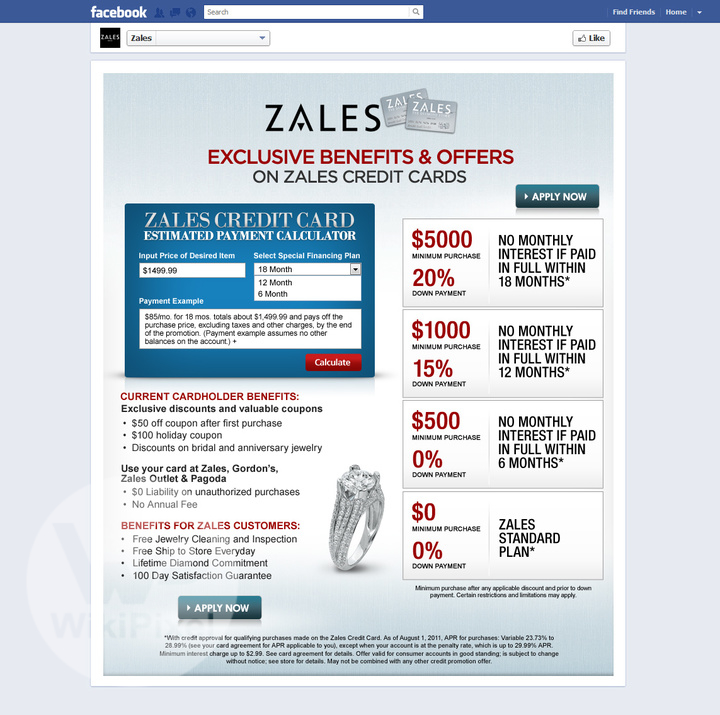 facebook
Search
Find Friends
Home
ZALES
Zales
Like
ZALES
ZALES
ZALES
EXCLUSIVE BENEFITS & OFFERS
ON ZALES CREDIT CARDS
APPLY NOW
ZALES CREDIT CARD
ESTIMATED PAYMENT CALCULATOR
Input Price of Desired Item
$1499.99
Select Special Financing Plan
18 Month
12 Month
6 Month
Payment Example
$85/mo. for 18 mos. totals about $1,499.99 and pays off the
purchase price, excluding taxes and other charges, by the end
of the promotion. (Payment example assumes no other
balances on the account.) +
Calculate
$5000
MINIMUM PURCHASE
20%
DOWN PAYMENT
NO MONTHLY
INTEREST IF PAID
IN FULL WITHIN
18 MONTHS*
$1000
MINIMUM PURCHASE
15%
DOWN PAYMENT
NO MONTHLY
INTEREST IF PAID
IN FULL WITHIN
12 MONTHS*
$500
MINIMUM PURCHASE
0%
DOWN PAYMENT
NO MONTHLY
INTEREST IF PAID
IN FULL WITHIN
6 MONTHS*
$0
MINIMUM PURCHASE
0%
DOWN PAYMENT
ZALES
STANDARD
PLAN*
Minimum purchase after any applicable discount and prior to down
payment. Certain restrictions and limitations may apply.
CURRENT CARDHOLDER BENEFITS:
Exclusive discounts and valuable coupons
• $50 off coupon after first purchase
• $100 holiday coupon
• Discounts on bridal and anniversary jewelry
Use your card at Zales, Gordon's,
Zales Outlet & Pagoda
• $0 Liability on unauthorized purchases
• No Annual Fee
BENEFITS FOR ZALES CUSTOMERS:
• Free Jewelry Cleaning and Inspection
• Free Ship to Store Everyday
• Lifetime Diamond Commitment
• 100 Day Satisfaction Guarantee
APPLY NOW
WikiPixel
*With credit approval for qualifying purchases made on the Zales Credit Card. As of August 1, 2011, APR for purchases: Variable 23.73% to
28.99% (see your card agreement for APR applicable to you), except when your account is at the penalty rate, which is up to 29.99% APR.
Minimum interest charge up to $2.99. See card agreement for details. Offer valid for consumer accounts in good standing; is subject to change
without notice; see store for details. May not be combined with any other credit promotion offer.